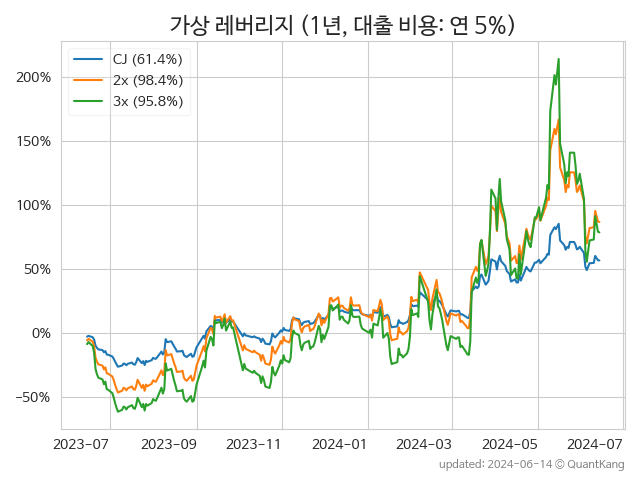 가상 레버리지 (1년, 대출 비용: 연 5%)
CJ (61.4%)
2x (98.4%)
3x (95.8%)
200%
150%
100%
50%
0%
−50%
2023-07 2023-09 2023-11 2024-01 2024-03 2024-05 2024-07
updated: 2024-06-14 © QuantKang